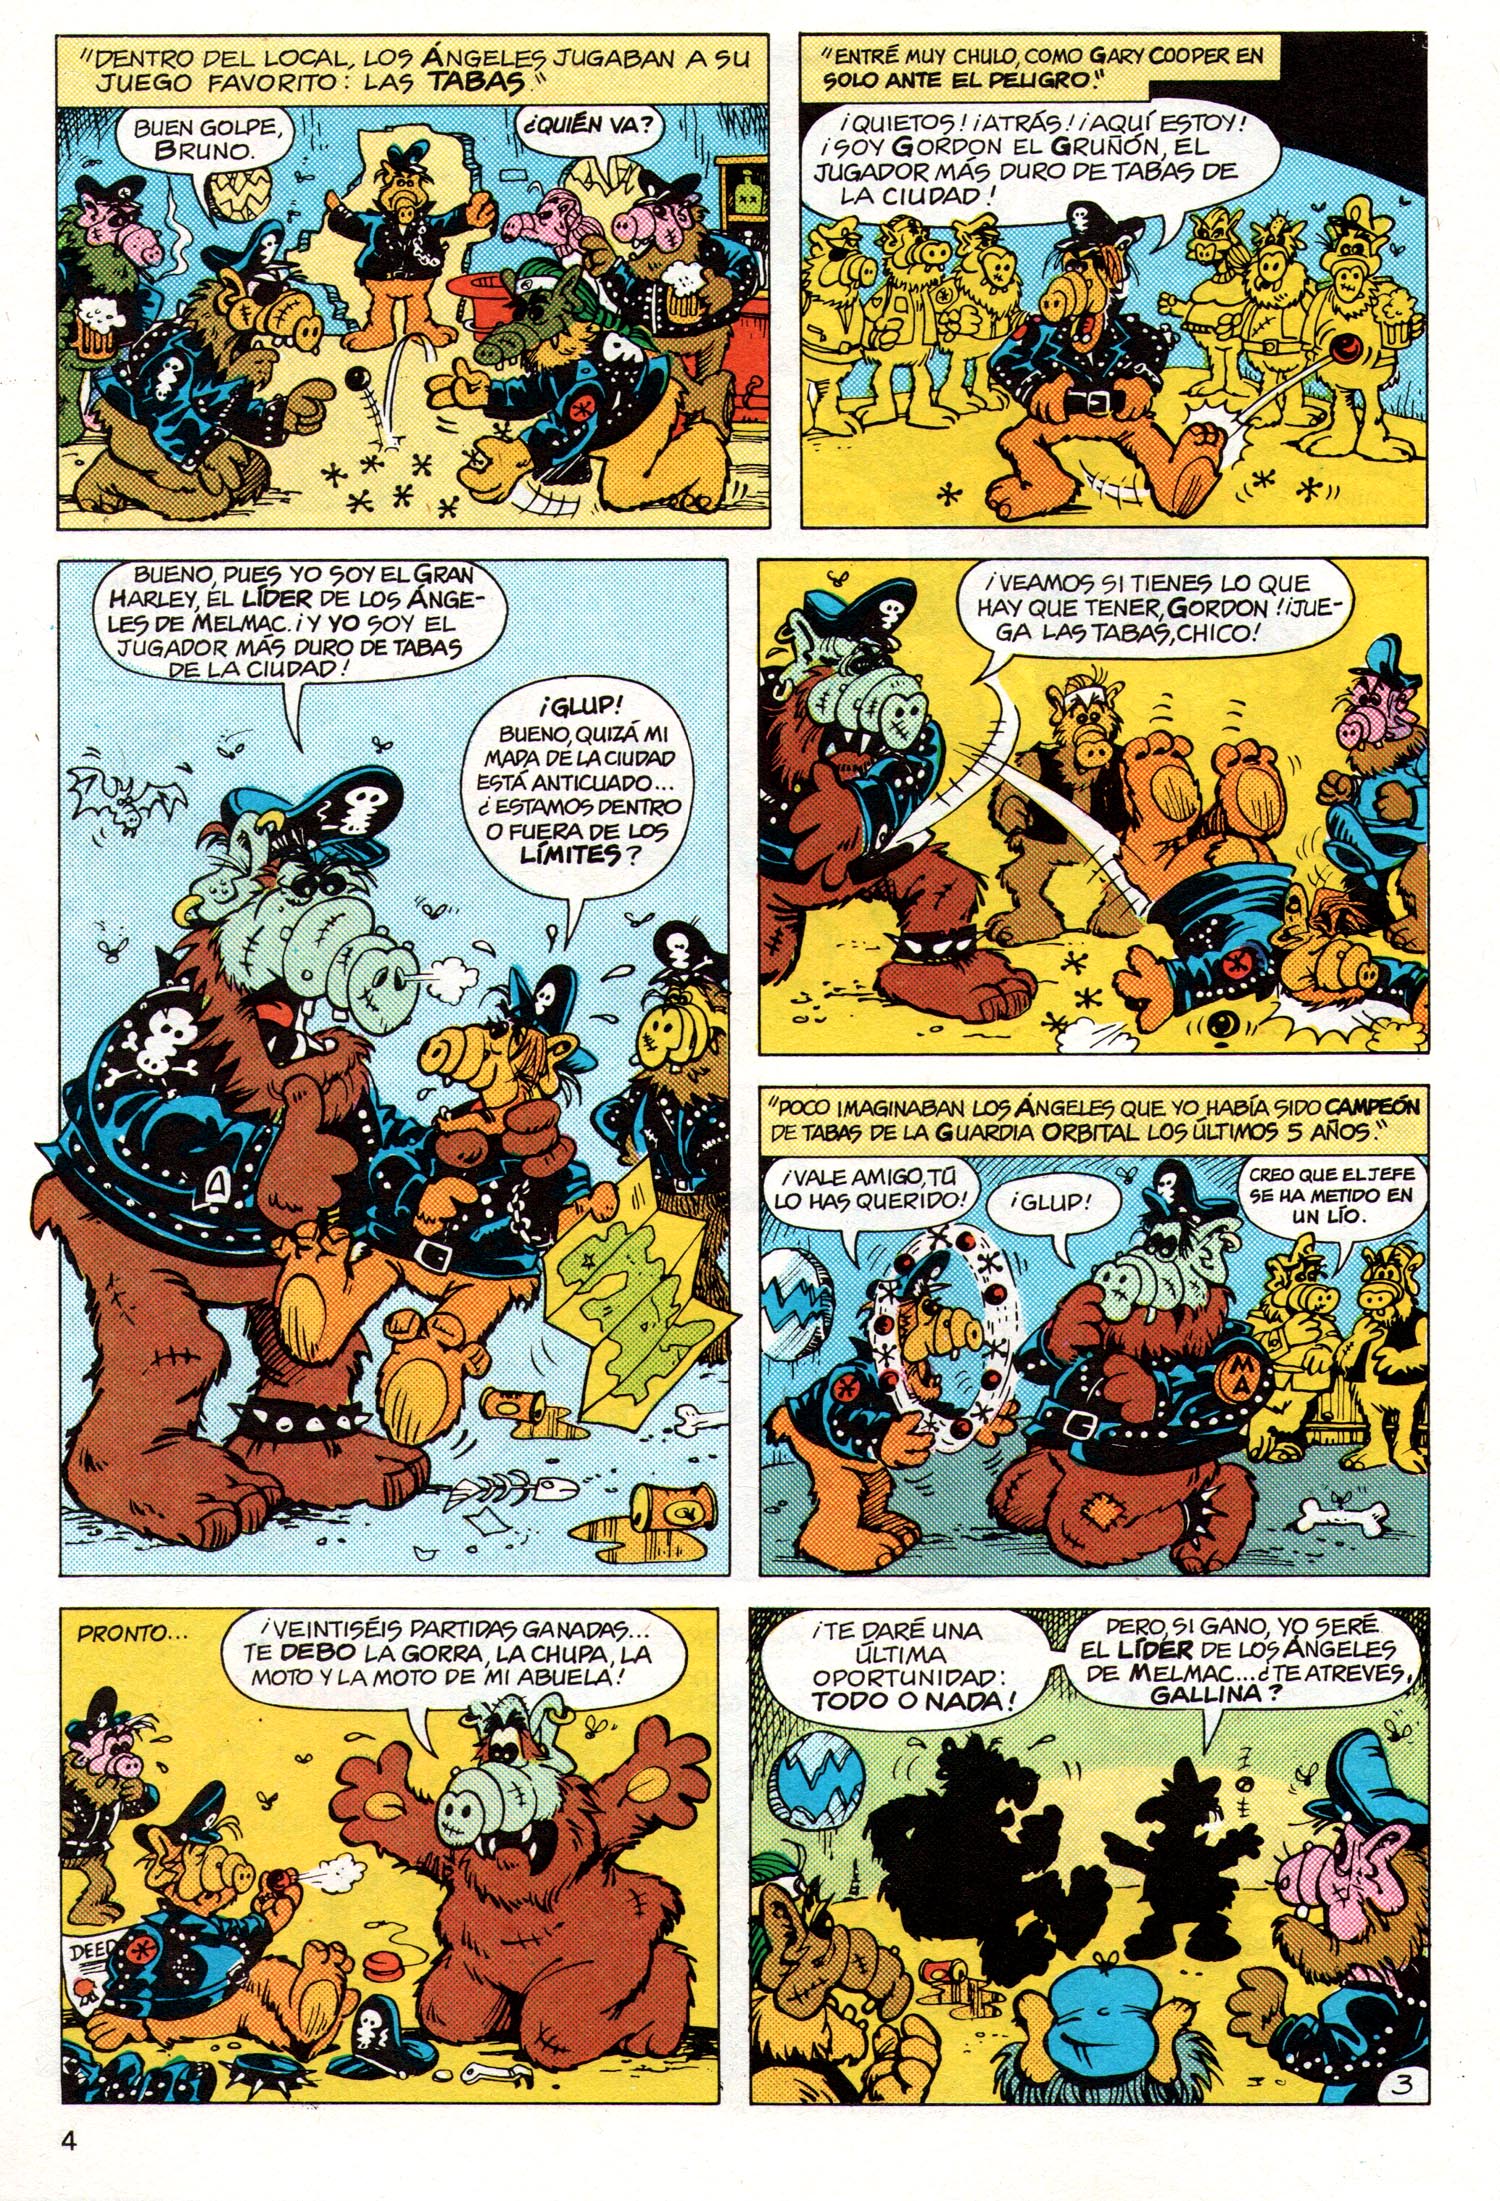 "DENTRO DEL LOCAL, LOS ÁNGELES JUGABAN A SU
JUEGO FAVORITO: LAS TABAS."
BUEN GOLPE,
BRUNO.
¿QUIÉN VA?
"ENTRÉ MUY CHULO, COMO GARY COOPER EN
SOLO ANTE EL PELIGRO."
¡QUIETOS! ¡ATRÁS! ¡AQUÍ ESTOY!
¡SOY GORDON EL GRUÑÓN, EL
JUGADOR MÁS DURO DE TABAS DE
LA CIUDAD!
BUENO, PUES YO SOY EL GRAN
HARLEY, EL LÍDER DE LOS ÁNGE-
LES DE MELMAC. ¡Y YO SOY EL
JUGADOR MÁS DURO DE TABAS
DE LA CIUDAD!
¡GLUP!
BUENO, QUIZÁ MI
MAPA DE LA CIUDAD
ESTÁ ANTICUADO...
¿ESTAMOS DENTRO
O FUERA DE LOS
LÍMITES?
¡VEAMOS SI TIENES LO QUE
HAY QUE TENER, GORDON! ¡JUE-
GA LAS TABAS, CHICO!
"POCO IMAGINABAN LOS ÁNGELES QUE YO HABÍA SIDO CAMPEÓN
DE TABAS DE LA GUARDIA ORBITAL LOS ÚLTIMOS 5 AÑOS."
¡VALE AMIGO, TÚ
LO HAS QUERIDO!
¡GLUP!
CREO QUE EL JEFE
SE HA METIDO EN
UN LÍO.
M
A
PRONTO...
¡VEINTISÉIS PARTIDAS GANADAS...
TE DEBO LA GORRA, LA CHUPA, LA
MOTO Y LA MOTO DE MI ABUELA!
DEED
¡TE DARÉ UNA
ÚLTIMA
OPORTUNIDAD:
TODO O NADA!
PERO, SI GANO, YO SERÉ
EL LÍDER DE LOS ÁNGELES
DE MELMAC... ¿TE ATREVES,
GALLINA?
3
4